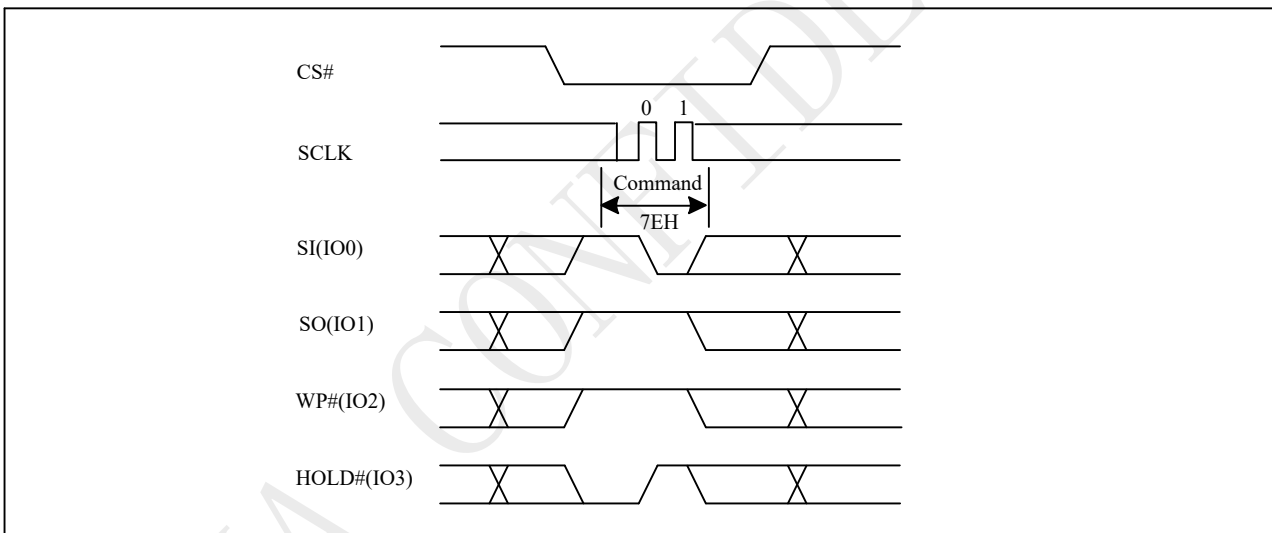 CS#
0 1
SCLK
Command
7EH
SI(IO0)
SO(IO1)
WP#(IO2)
HOLD#(IO3)